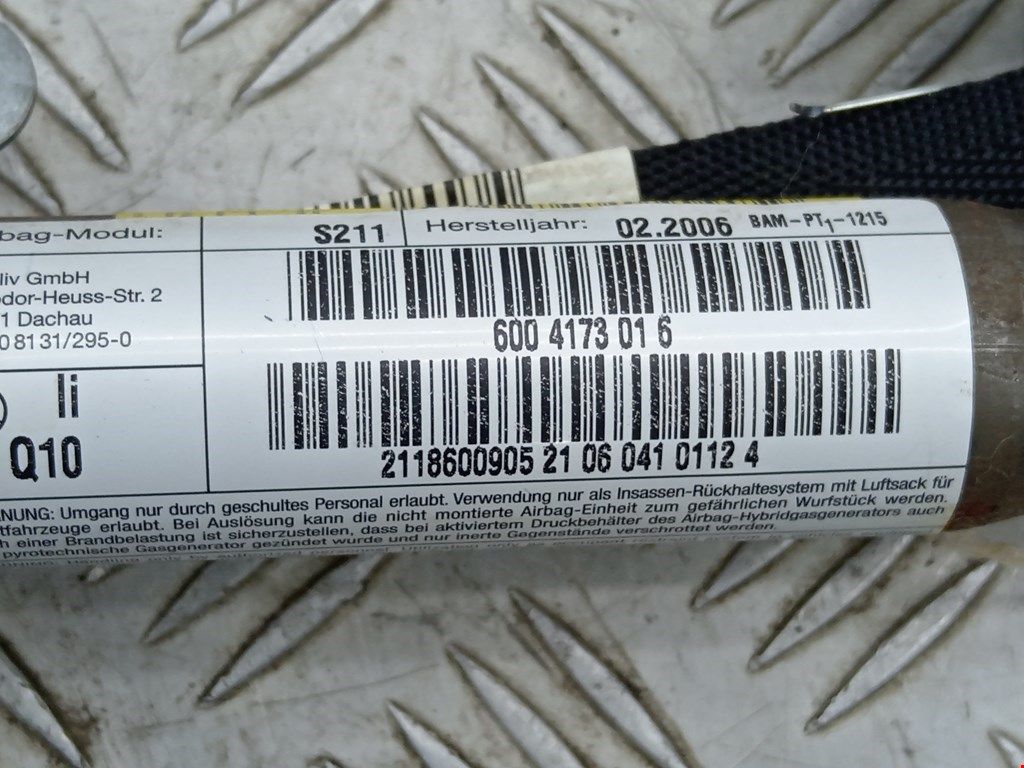 bag-Modul: S211 Herstelljahr: 02.2006 BAM-PT1-1215
liv GmbH
odor-Heuss-Str. 2
1 Dachau
08131/295-0
600 4173 01 6
li
Q10
2118600905 21 06 041 0112 4
NUNG: Umgang nur durch geschultes Personal erlaubt. Verwendung nur als Insassen-Rückhaltesystem mit Luftsack für
ftfahrzeuge erlaubt. Bei Auslösung kann die nicht montierte Airbag-Einheit zum gefährlichen Wurfstück werden.
h einer Brandbelastung ist sicherzustellen, dass bei aktiviertem Druckbehälter des Airbag-Hybridgasgenerators auch
pyrotechnische Gasgenerator gezündet wurde und nur inerte Gegenstände verschrottet werden.